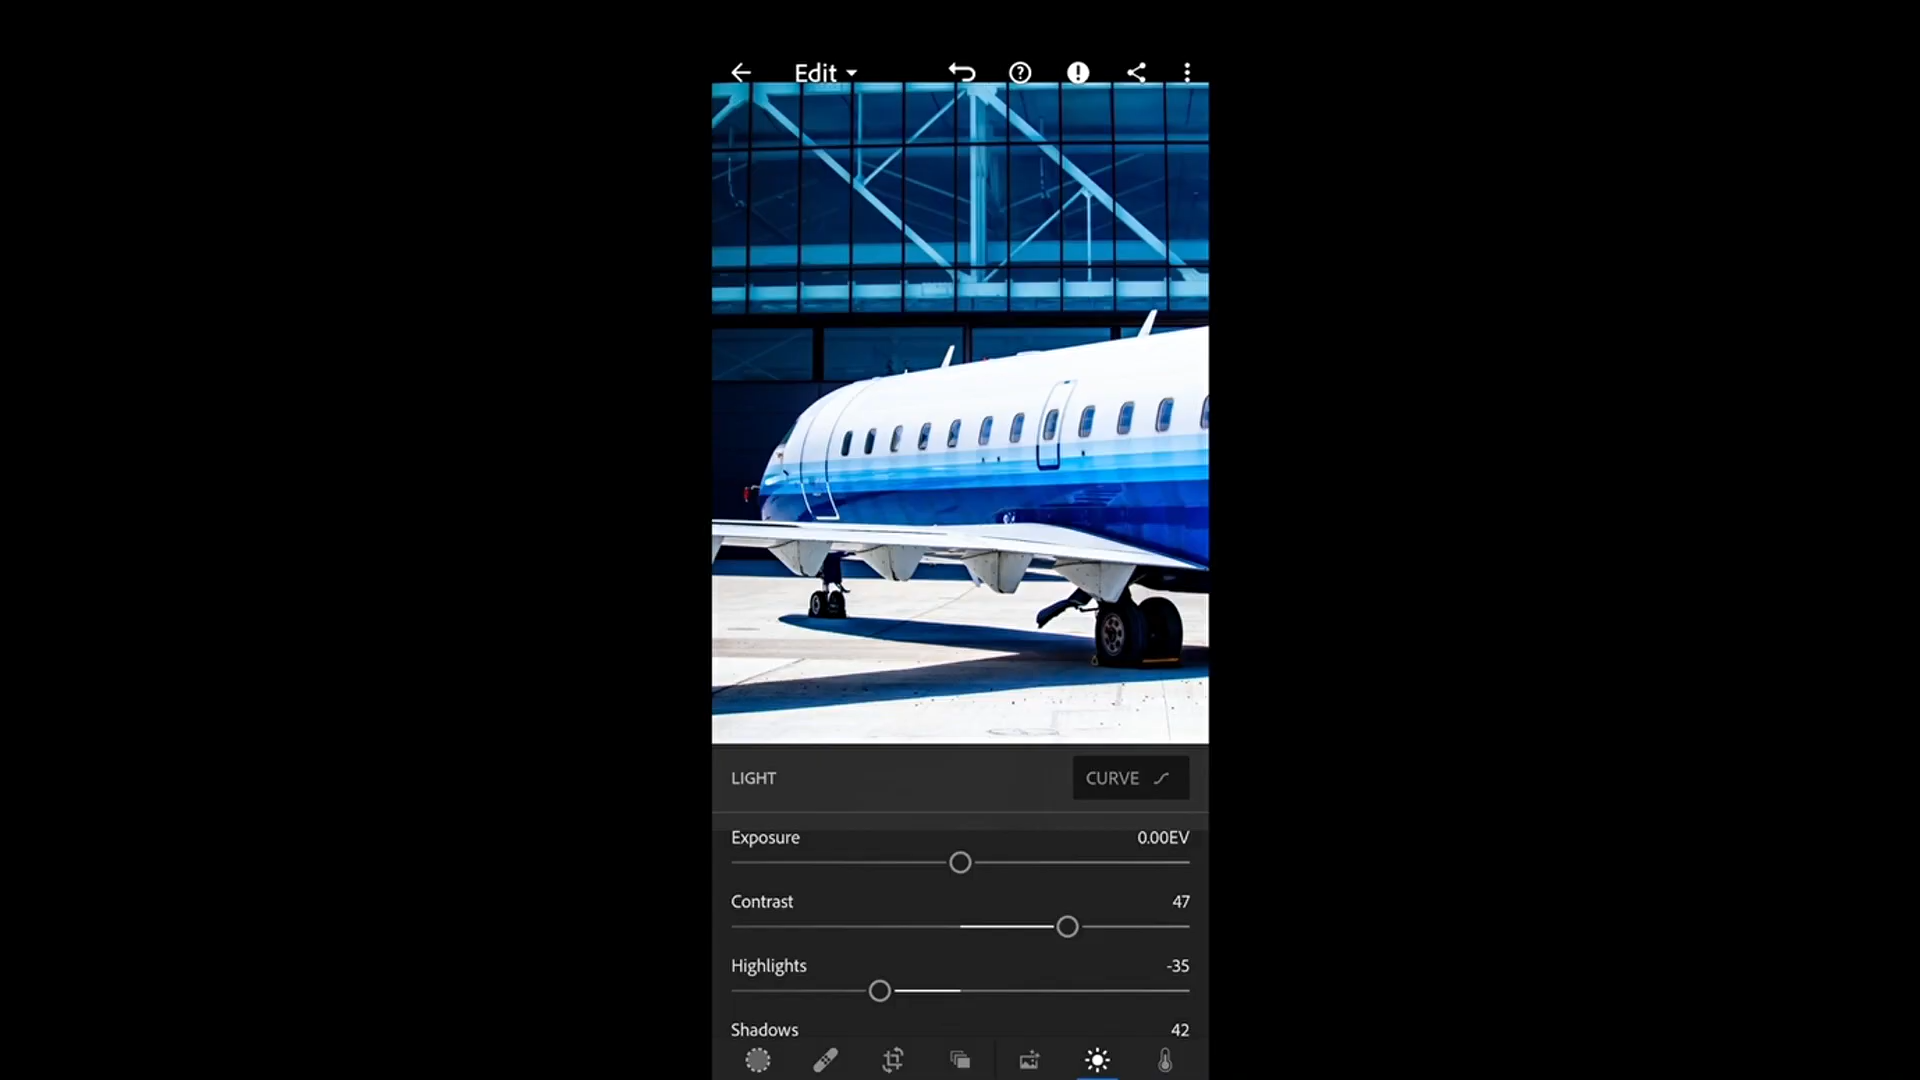 Edit
LIGHT
CURVE
Exposure 0.00EV
Contrast 47
Highlights -35
Shadows 42